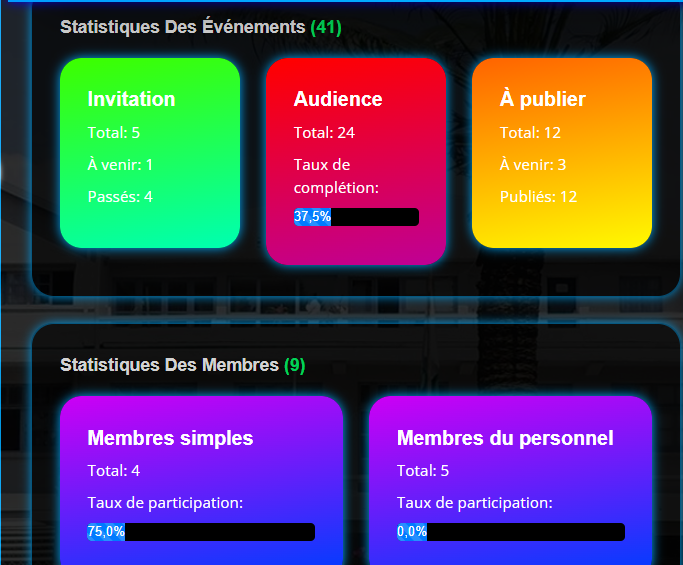 Statistiques Des Événements (41)
Invitation
Total: 5
À venir: 1
Passés: 4
Audience
Total: 24
Taux de
complétion:
37,5%
À publier
Total: 12
À venir: 3
Publiés: 12
Statistiques Des Membres (9)
Membres simples
Total: 4
Taux de participation:
75,0%
Membres du personnel
Total: 5
Taux de participation:
0,0%